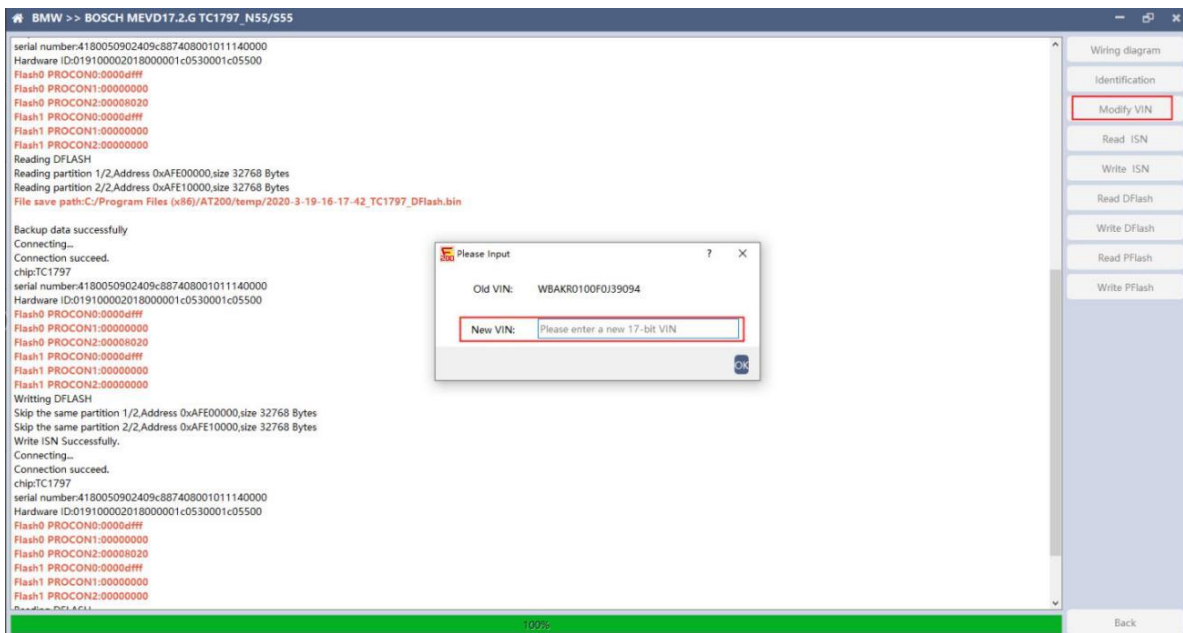 BMW >> BOSCH MEVD17.2.G TC1797_N55/S55
serial number:4180050902409c887408001011140000
Hardware ID:019100002018000001c0530001c05500
Flash0 PROCON0:0000dfff
Flash0 PROCON1:00000000
Flash0 PROCON2:00008020
Flash1 PROCON0:0000dfff
Flash1 PROCON1:00000000
Flash1 PROCON2:00000000
Reading DFLASH
Reading partition 1/2,Address 0xAFE00000,size 32768 Bytes
Reading partition 2/2,Address 0xAFE10000,size 32768 Bytes
File save path:C:/Program Files (x86)/AT200/temp/2020-3-19-16-17-42_TC1797_DFlash.bin
Backup data successfully
Connecting...
Connection succeed.
chip:TC1797
serial number:4180050902409c887408001011140000
Hardware ID:019100002018000001c0530001c05500
Flash0 PROCON0:0000dfff
Flash0 PROCON1:00000000
Flash0 PROCON2:00008020
Flash1 PROCON0:0000dfff
Flash1 PROCON1:00000000
Flash1 PROCON2:00000000
Writting DFLASH
Skip the same partition 1/2,Address 0xAFE00000,size 32768 Bytes
Skip the same partition 2/2,Address 0xAFE10000,size 32768 Bytes
Write ISN Successfully.
Connecting...
Connection succeed.
chip:TC1797
serial number:4180050902409c887408001011140000
Hardware ID:019100002018000001c0530001c05500
Flash0 PROCON0:0000dfff
Flash0 PROCON1:00000000
Flash0 PROCON2:00008020
Flash1 PROCON0:0000dfff
Flash1 PROCON1:00000000
Flash1 PROCON2:00000000
100%
Please Input
Old VIN: WBAKR0100F0J39094
New VIN: Please enter a new 17-bit VIN
OK
Wiring diagram
Identification
Modify VIN
Read ISN
Write ISN
Read DFlash
Write DFlash
Read PFlash
Write PFlash
Back